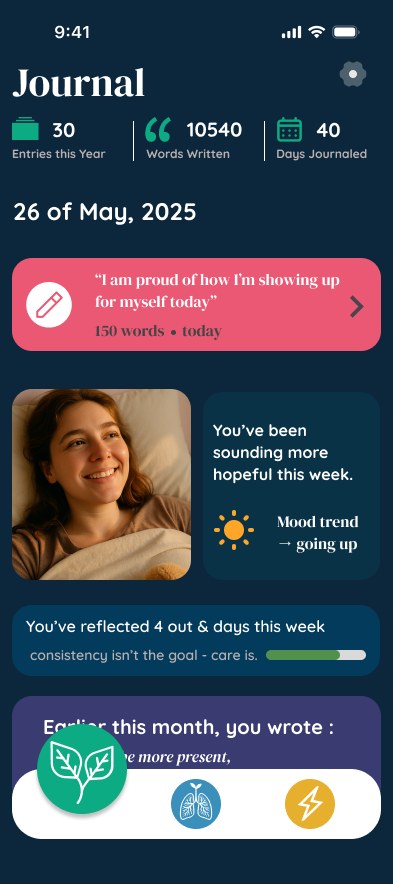 9:41
Journal
30
Entries this Year
10540
Words Written
40
Days Journaled
26 of May, 2025
“I am proud of how I’m showing up
for myself today”
150 words • today
You’ve been
sounding more
hopeful this week.
Mood trend
→ going up
You’ve reflected 4 out & days this week
consistency isn’t the goal - care is.
Earlier this month, you wrote :
more present,